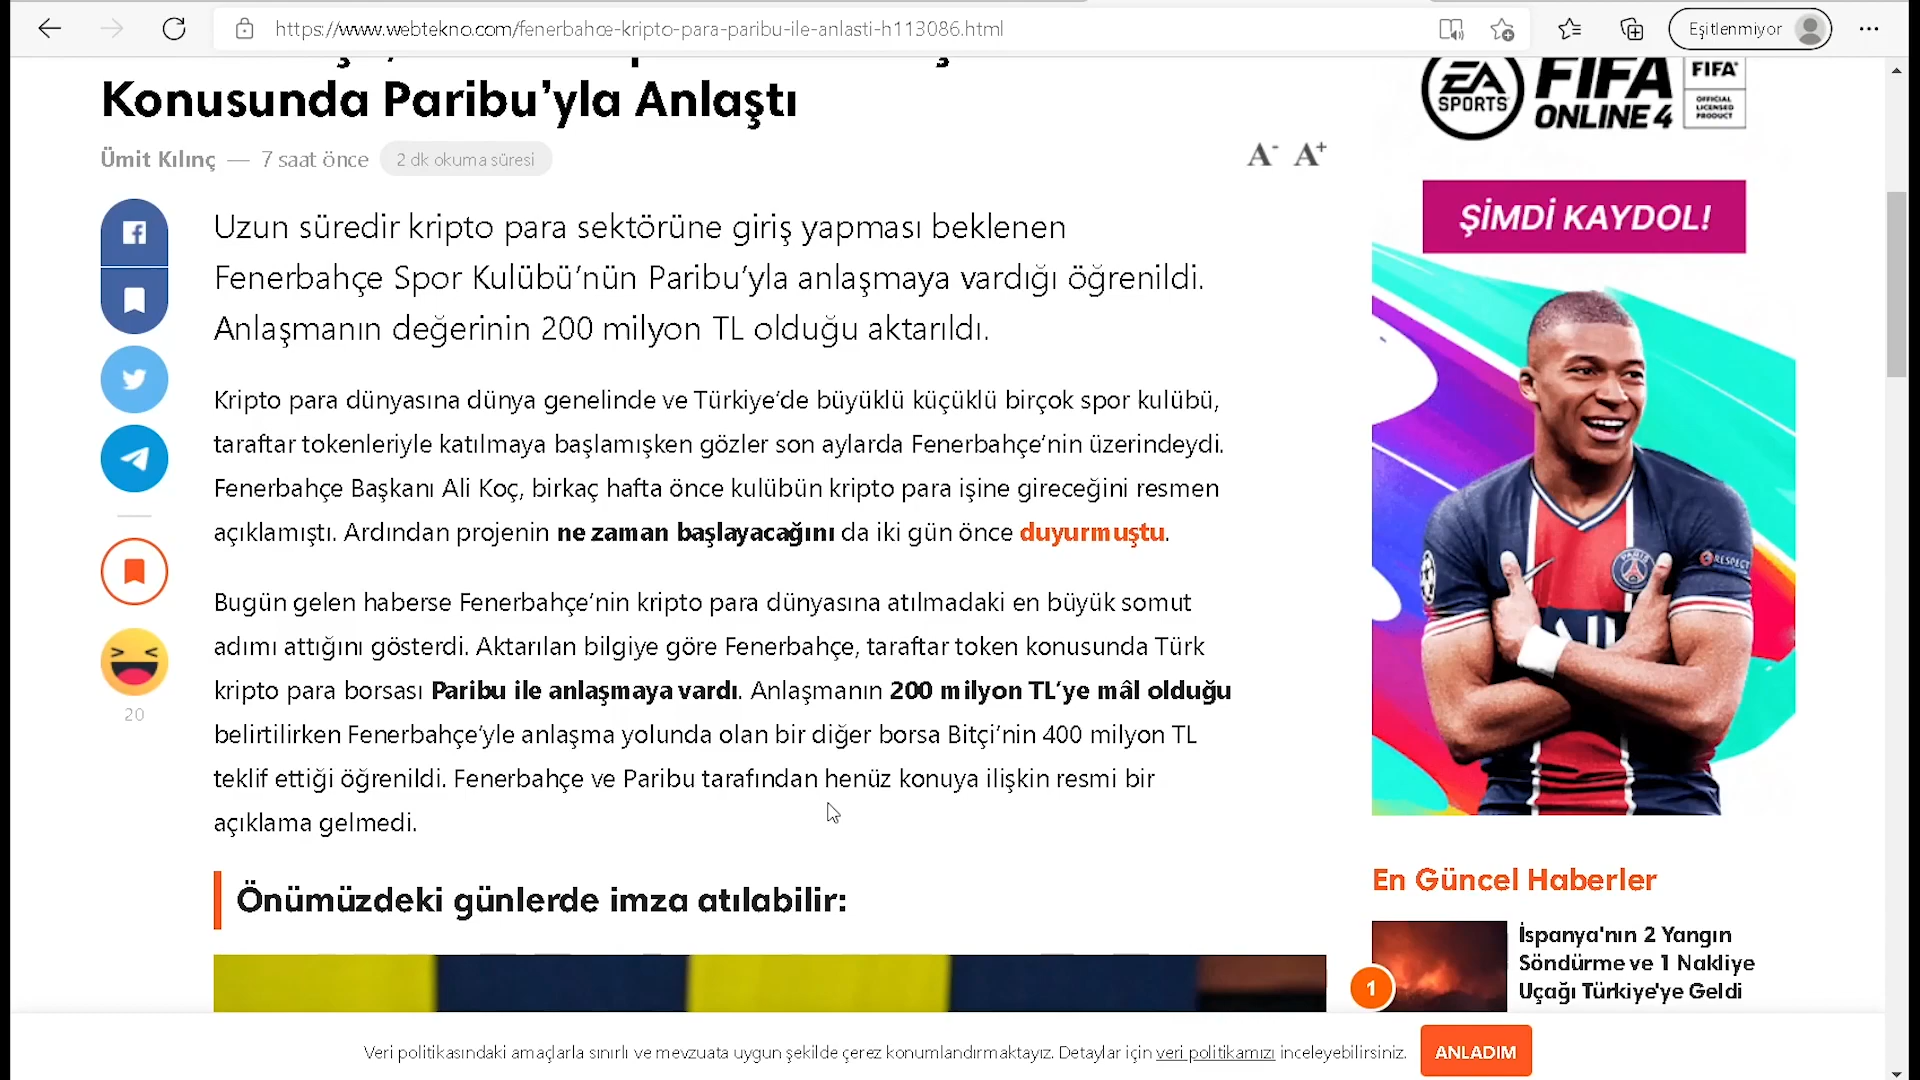 https://www.webtekno.com/fenerbahce-kripto-para-paribu-ile-anlasti-h113086.html
Eşitlenmiyor
Konusunda Paribu’yla Anlaştı
Ümit Kılınç — 7 saat önce
2 dk okuma süresi
A- A+
Uzun süredir kripto para sektörüne giriş yapması beklenen
Fenerbahçe Spor Kulübü’nün Paribu’yla anlaşmaya vardığı öğrenildi.
Anlaşmanın değerinin 200 milyon TL olduğu aktarıldı.
Kripto para dünyasına dünya genelinde ve Türkiye’de büyüklü küçüklü birçok spor kulübü,
taraftar tokenleriyle katılmaya başlamışken gözler son aylarda Fenerbahçe’nin üzerindeydi.
Fenerbahçe Başkanı Ali Koç, birkaç hafta önce kulübün kripto para işine gireceğini resmen
açıklamıştı. Ardından projenin ne zaman başlayacağını da iki gün önce duyurmuştu.
Bugün gelen haberse Fenerbahçe’nin kripto para dünyasına atılmadaki en büyük somut
adımı attığını gösterdi. Aktarılan bilgiye göre Fenerbahçe, taraftar token konusunda Türk
kripto para borsası Paribu ile anlaşmaya vardı. Anlaşmanın 200 milyon TL’ye mâl olduğu
belirtilirken Fenerbahçe’yle anlaşma yolunda olan bir diğer borsa Bitçi’nin 400 milyon TL
teklif ettiği öğrenildi. Fenerbahçe ve Paribu tarafından henüz konuya ilişkin resmi bir
açıklama gelmedi.
20
Önümüzdeki günlerde imza atılabilir:
EA
SPORTS
FIFA
ONLINE 4
FIFA
OFFICIAL
LICENSED
PRODUCT
ŞİMDİ KAYDOL!
PARIS
RESPECT
En Güncel Haberler
1
İspanya'nın 2 Yangın
Söndürme ve 1 Nakliye
Uçağı Türkiye'ye Geldi
Veri politikasındaki amaçlarla sınırlı ve mevzuata uygun şekilde çerez konumlandırmaktayız. Detaylar için veri politikamızı inceleyebilirsiniz.
ANLADIM